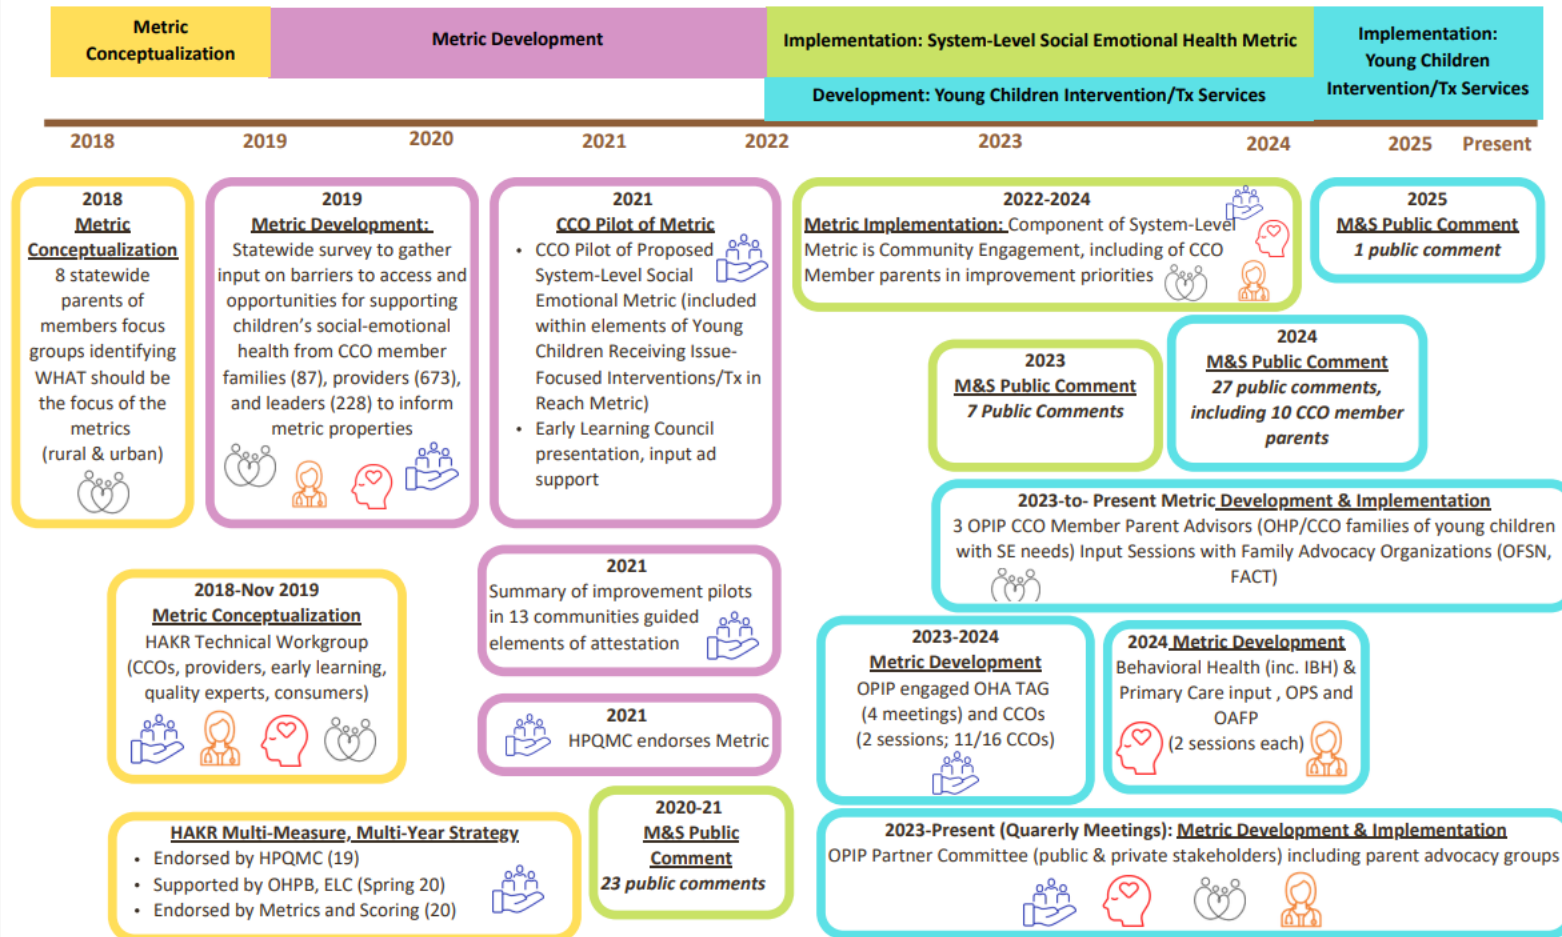 Metric
Conceptualization
Metric Development
Implementation: System-Level Social Emotional Health Metric
Development: Young Children Intervention/Tx Services
Implementation:
Young Children
Intervention/Tx Services
2018
2019
2020
2021
2022
2023
2024
2025
Present
2018
Metric
Conceptualization
8 statewide
parents of
members focus
groups identifying
WHAT should be
the focus of the
metrics
(rural & urban)
2019
Metric Development:
Statewide survey to gather
input on barriers to access and
opportunities for supporting
children's social-emotional
health from CCO member
families (87), providers (673),
and leaders (228) to inform
metric properties
2021
CCO Pilot of Metric
• CCO Pilot of Proposed
System-Level Social
Emotional Metric (included
within elements of Young
Children Receiving Issue-
Focused Interventions/Tx in
Reach Metric)
• Early Learning Council
presentation, input ad
support
2022-2024
Metric Implementation: Component of System-Level
Metric is Community Engagement, including of CCO
Member parents in improvement priorities
2025
M&S Public Comment
1 public comment
2023
M&S Public Comment
7 Public Comments
2024
M&S Public Comment
27 public comments,
including 10 CCO member
parents
2023-to- Present Metric Development & Implementation
3 OPIP CCO Member Parent Advisors (OHP/CCO families of young children
with SE needs) Input Sessions with Family Advocacy Organizations (OFSN,
FACT)
2018-Nov 2019
Metric Conceptualization
HAKR Technical Workgroup
(CCOs, providers, early learning,
quality experts, consumers)
2021
Summary of improvement pilots
in 13 communities guided
elements of attestation
2021
HPQMC endorses Metric
2023-2024
Metric Development
OPIP engaged OHA TAG
(4 meetings) and CCOs
(2 sessions; 11/16 CCOs)
2024 Metric Development
Behavioral Health (inc. IBH) &
Primary Care input , OPS and
OAFP
(2 sessions each)
HAKR Multi-Measure, Multi-Year Strategy
• Endorsed by HPQMC (19)
• Supported by OHPB, ELC (Spring 20)
• Endorsed by Metrics and Scoring (20)
2020-21
M&S Public
Comment
23 public comments
2023-Present (Quarerly Meetings): Metric Development & Implementation
OPIP Partner Committee (public & private stakeholders) including parent advocacy groups